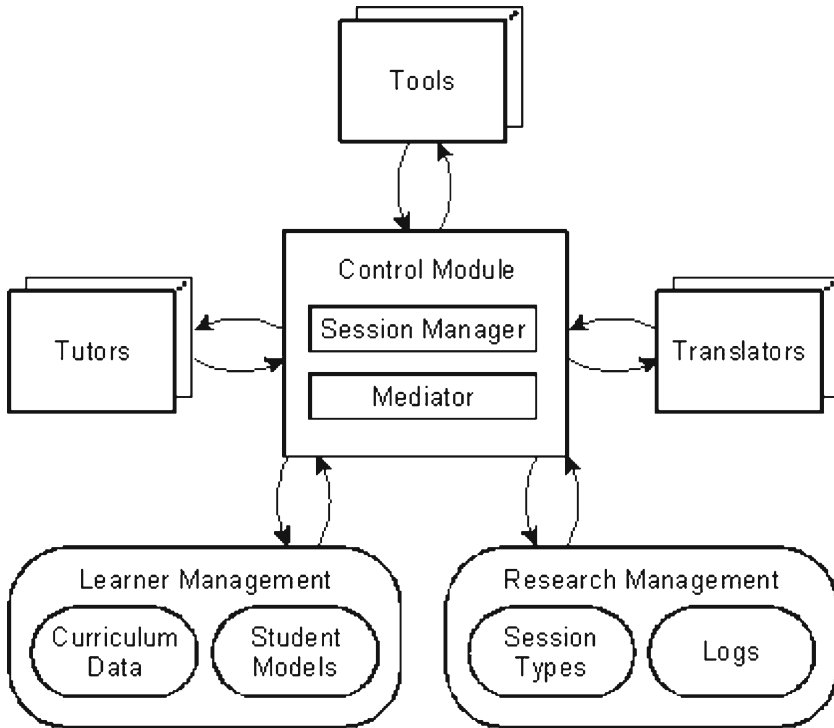 Tools
Control Module
Session Manager
Mediator
Tutors
Translators
Learner Management
Curriculum
Data
Student
Models
Research Management
Session
Types
Logs